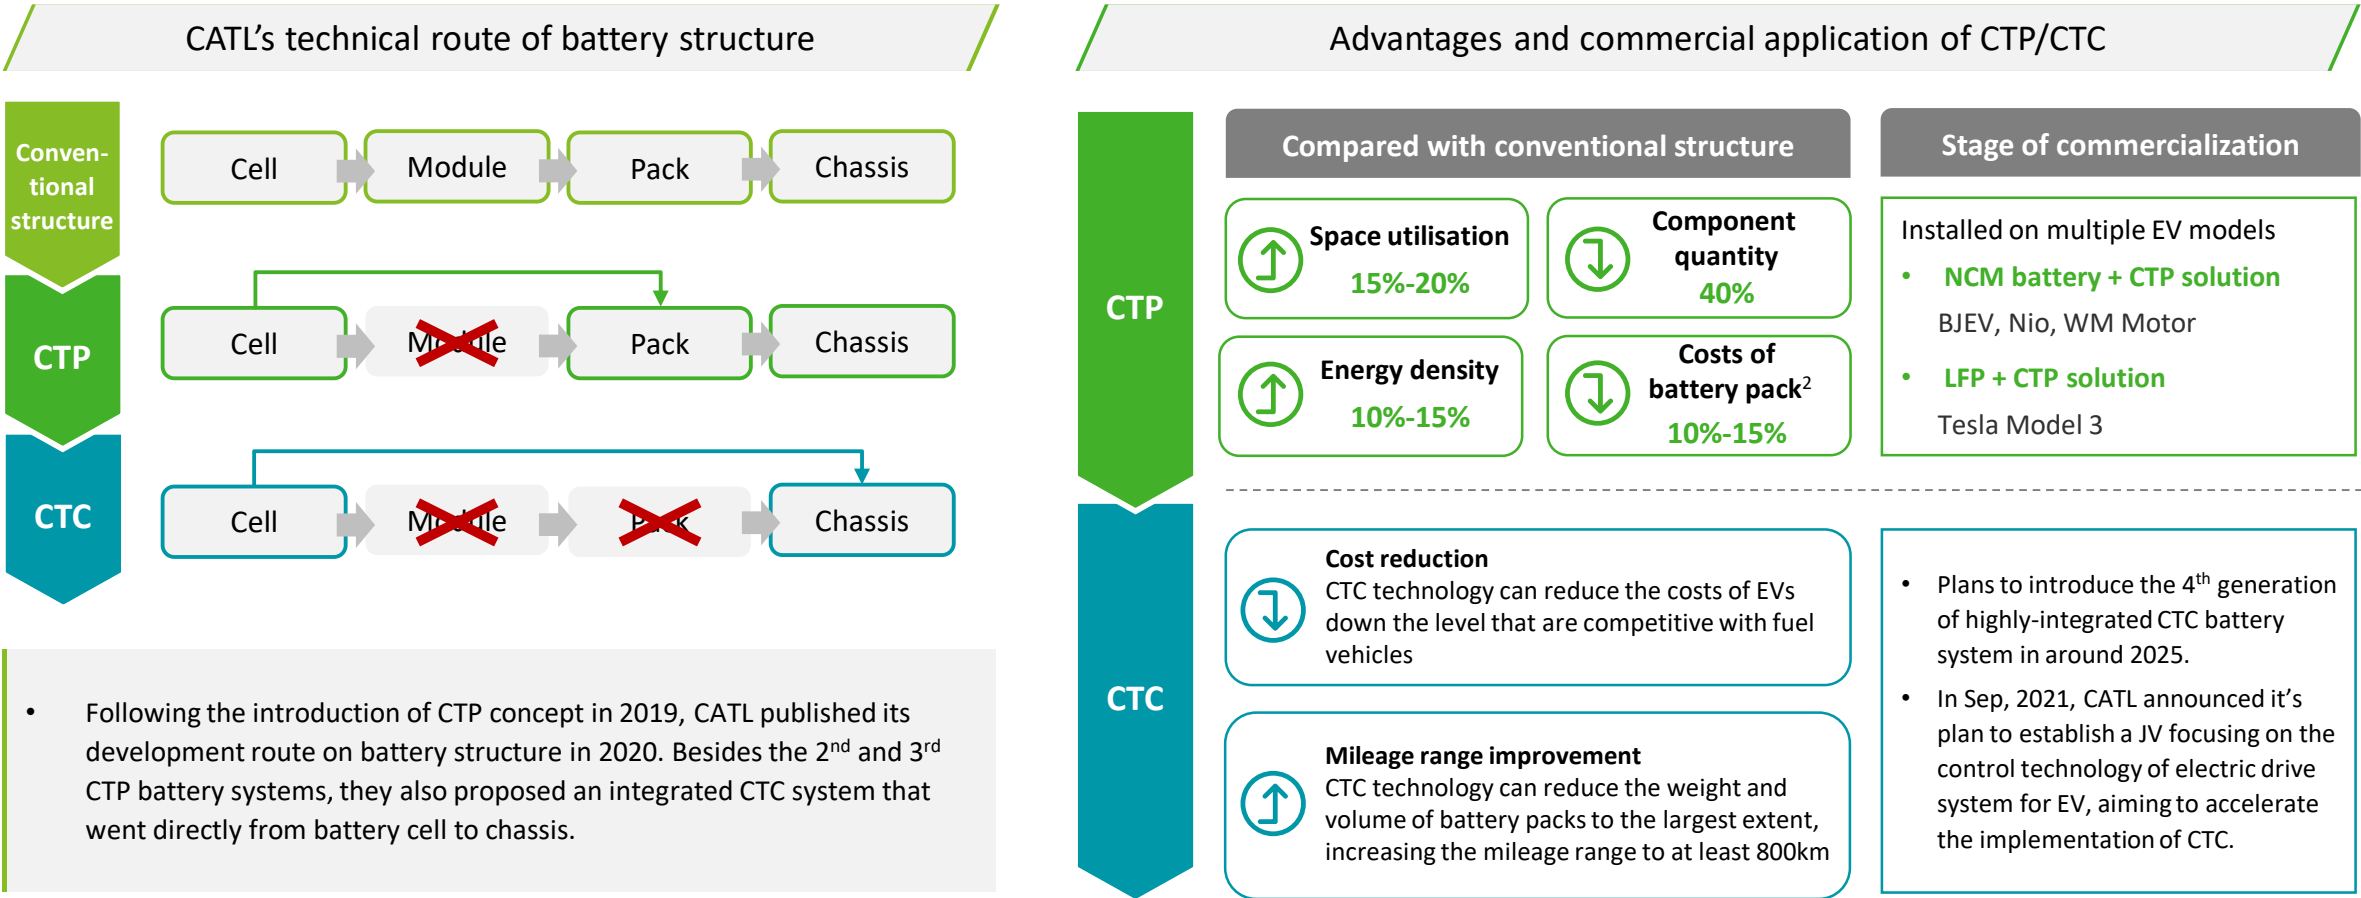 CATL's technical route of battery structure
Conven-
tional
structure
Cell
Module
Pack
Chassis
CTP
Cell
Module
Pack
Chassis
CTC
Cell
Module
Pack
Chassis
• Following the introduction of CTP concept in 2019, CATL published its
development route on battery structure in 2020. Besides the 2nd and 3rd
CTP battery systems, they also proposed an integrated CTC system that
went directly from battery cell to chassis.
Advantages and commercial application of CTP/CTC
Compared with conventional structure
Stage of commercialization
CTP
Space utilisation
15%-20%
Component
quantity
40%
Energy density
10%-15%
Costs of
battery pack2
10%-15%
Installed on multiple EV models
• NCM battery + CTP solution
BJEV, Nio, WM Motor
• LFP + CTP solution
Tesla Model 3
CTC
Cost reduction
CTC technology can reduce the costs of EVs
down the level that are competitive with fuel
vehicles
Mileage range improvement
CTC technology can reduce the weight and
volume of battery packs to the largest extent,
increasing the mileage range to at least 800km
• Plans to introduce the 4th generation
of highly-integrated CTC battery
system in around 2025.
• In Sep, 2021, CATL announced it's
plan to establish a JV focusing on the
control technology of electric drive
system for EV, aiming to accelerate
the implementation of CTC.